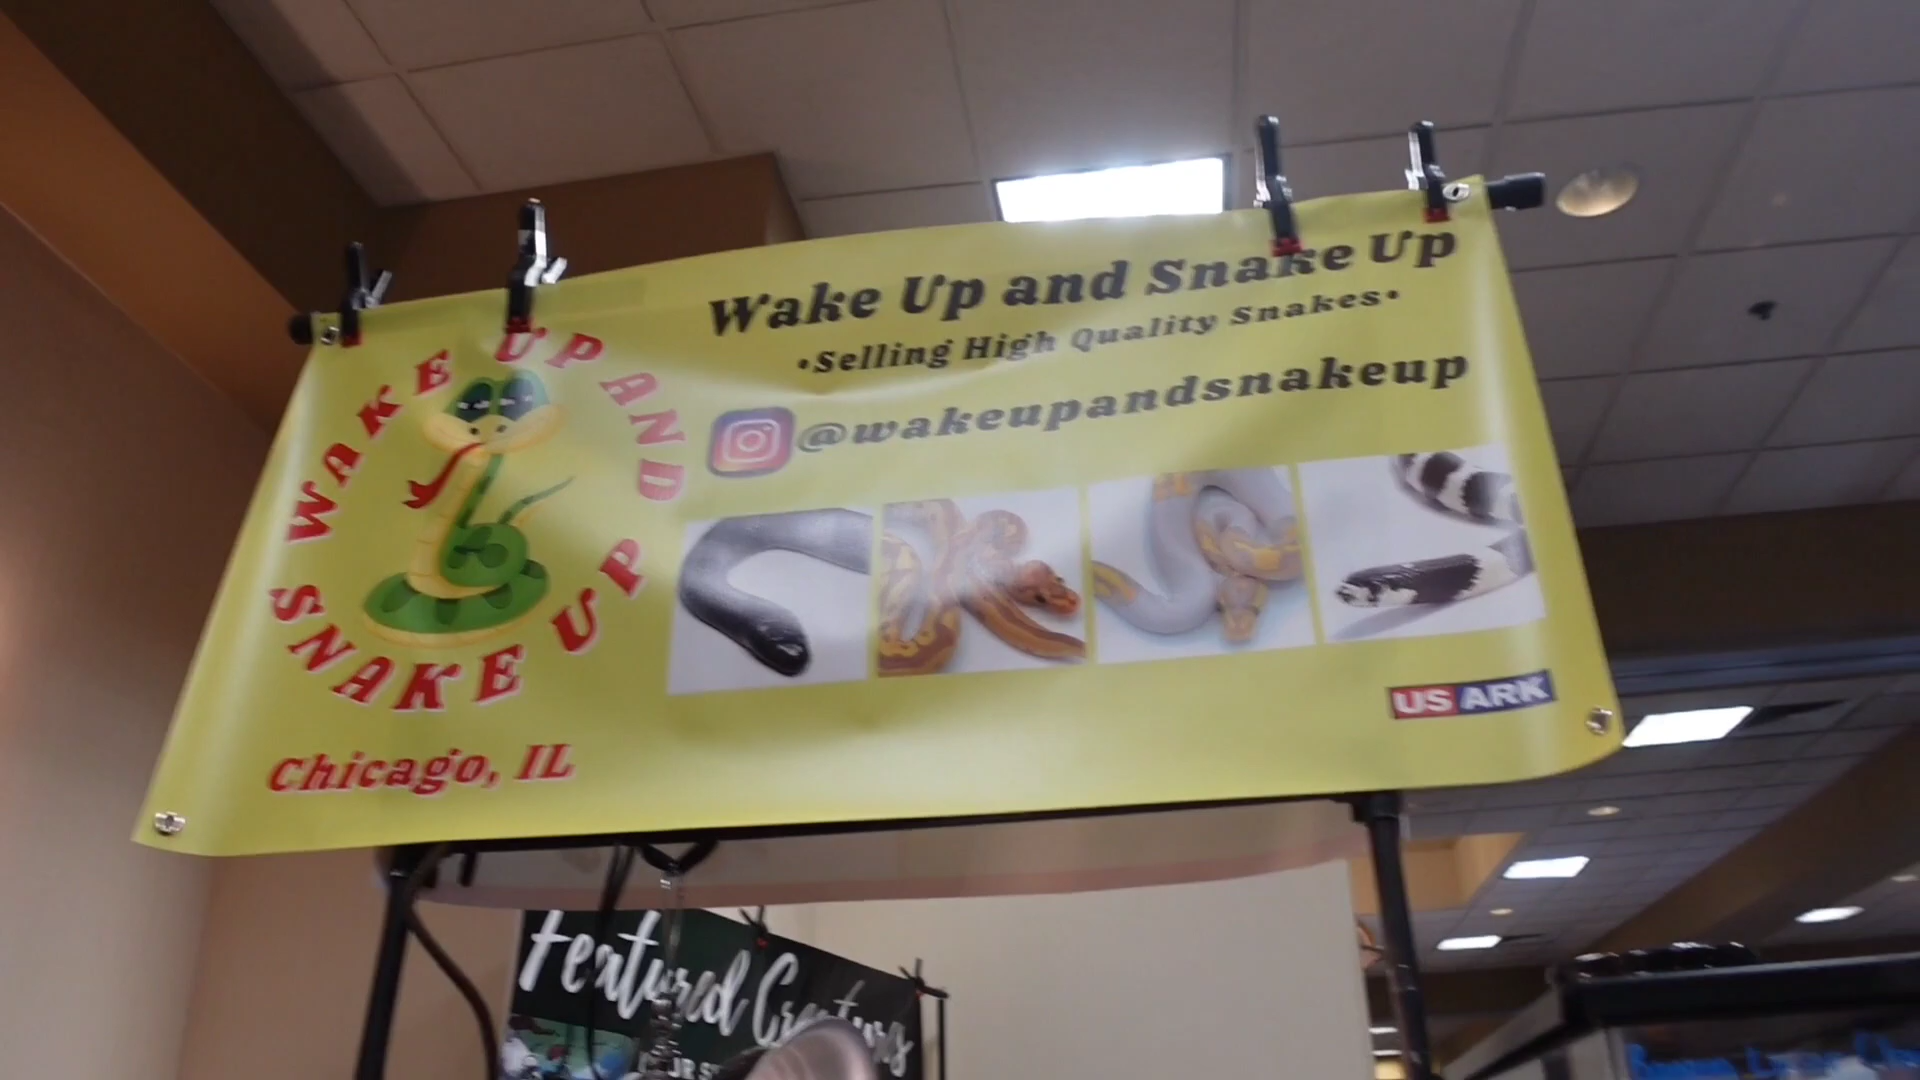 WAKE UP AND
SNAKE UP
Chicago, IL
Wake Up and Snake Up
•Selling High Quality Snakes•
@wakeupandsnakeup
US ARK
Featured Creatures